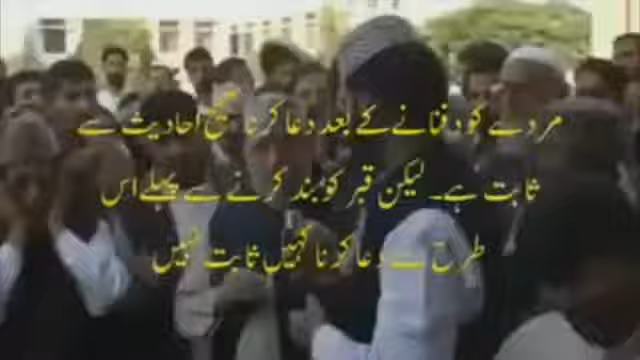 مردے کو دفنانے کے بعد دعا کرنا صحیح احادیث سے
ثابت ہے۔ لیکن قبر کو بند کرنے سے پہلے اس
طرح سے دعا کرنا کہیں ثابت نہیں